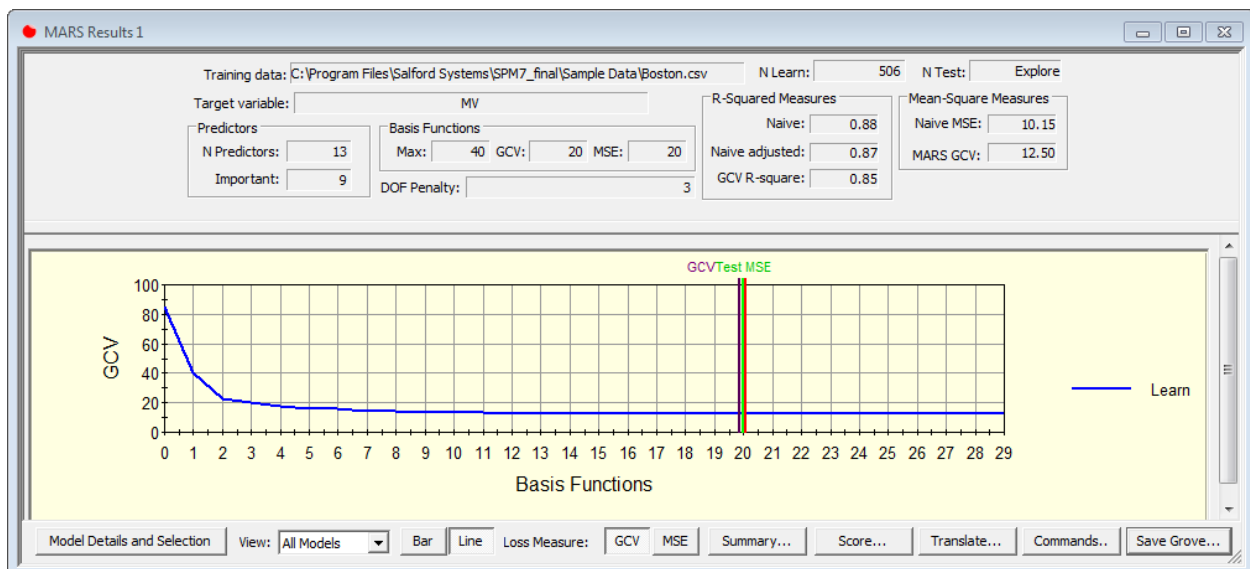 MARS Results 1
Training data: C:\Program Files\Salford Systems\SPM7_final\Sample Data\Boston.csv N Learn: 506 N Test: Explore
Target variable: MV
Predictors
N Predictors: 13
Important: 9
Basis Functions
Max: 40 GCV: 20 MSE: 20
DOF Penalty: 3
R-Squared Measures
Naive: 0.88
Naive adjusted: 0.87
GCV R-square: 0.85
Mean-Square Measures
Naive MSE: 10.15
MARS GCV: 12.50
GCVTest MSE
100
80
60
40
20
0
GCV
0 1 2 3 4 5 6 7 8 9 10 11 12 13 14 15 16 17 18 19 20 21 22 23 24 25 26 27 28 29
Basis Functions
Learn
Model Details and Selection View: All Models Bar Line Loss Measure: GCV MSE Summary... Score... Translate... Commands.. Save Grove...